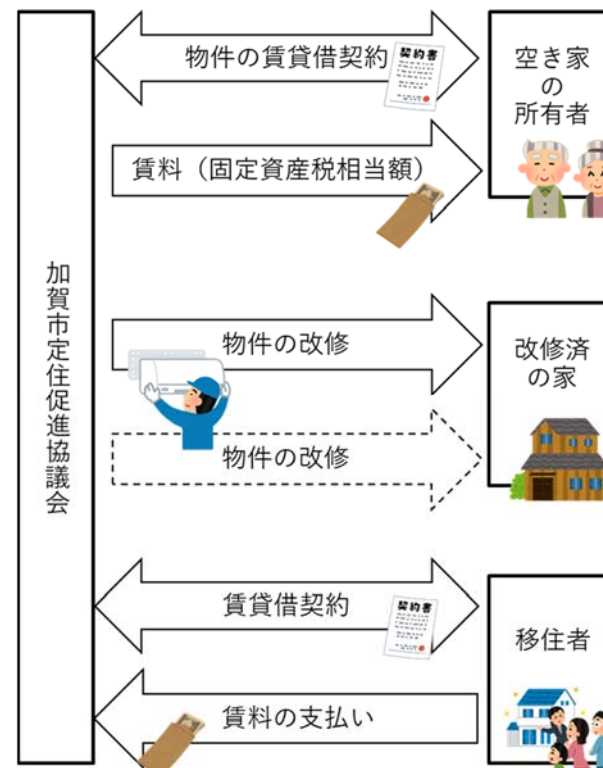 物件の賃貸借契約
契約書
空き家
の
所有者
賃料（固定資産税相当額）
加賀市定住促進協議会
物件の改修
改修済
の家
物件の改修
賃貸借契約
契約書
移住者
賃料の支払い